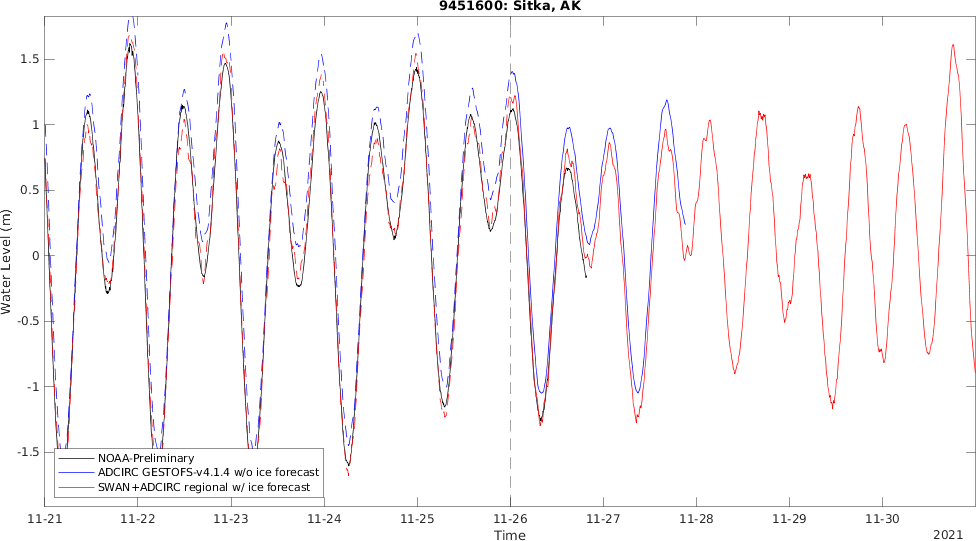 9451600: Sitka, AK
Water Level (m)
1.5
1
0.5
0
-0.5
-1
-1.5
NOAA-Preliminary
ADCIRC GESTOFS-v4.1.4 w/o ice forecast
SWAN+ADCIRC regional w/ ice forecast
11-21 11-22 11-23 11-24 11-25 11-26 11-27 11-28 11-29 11-30
Time
2021